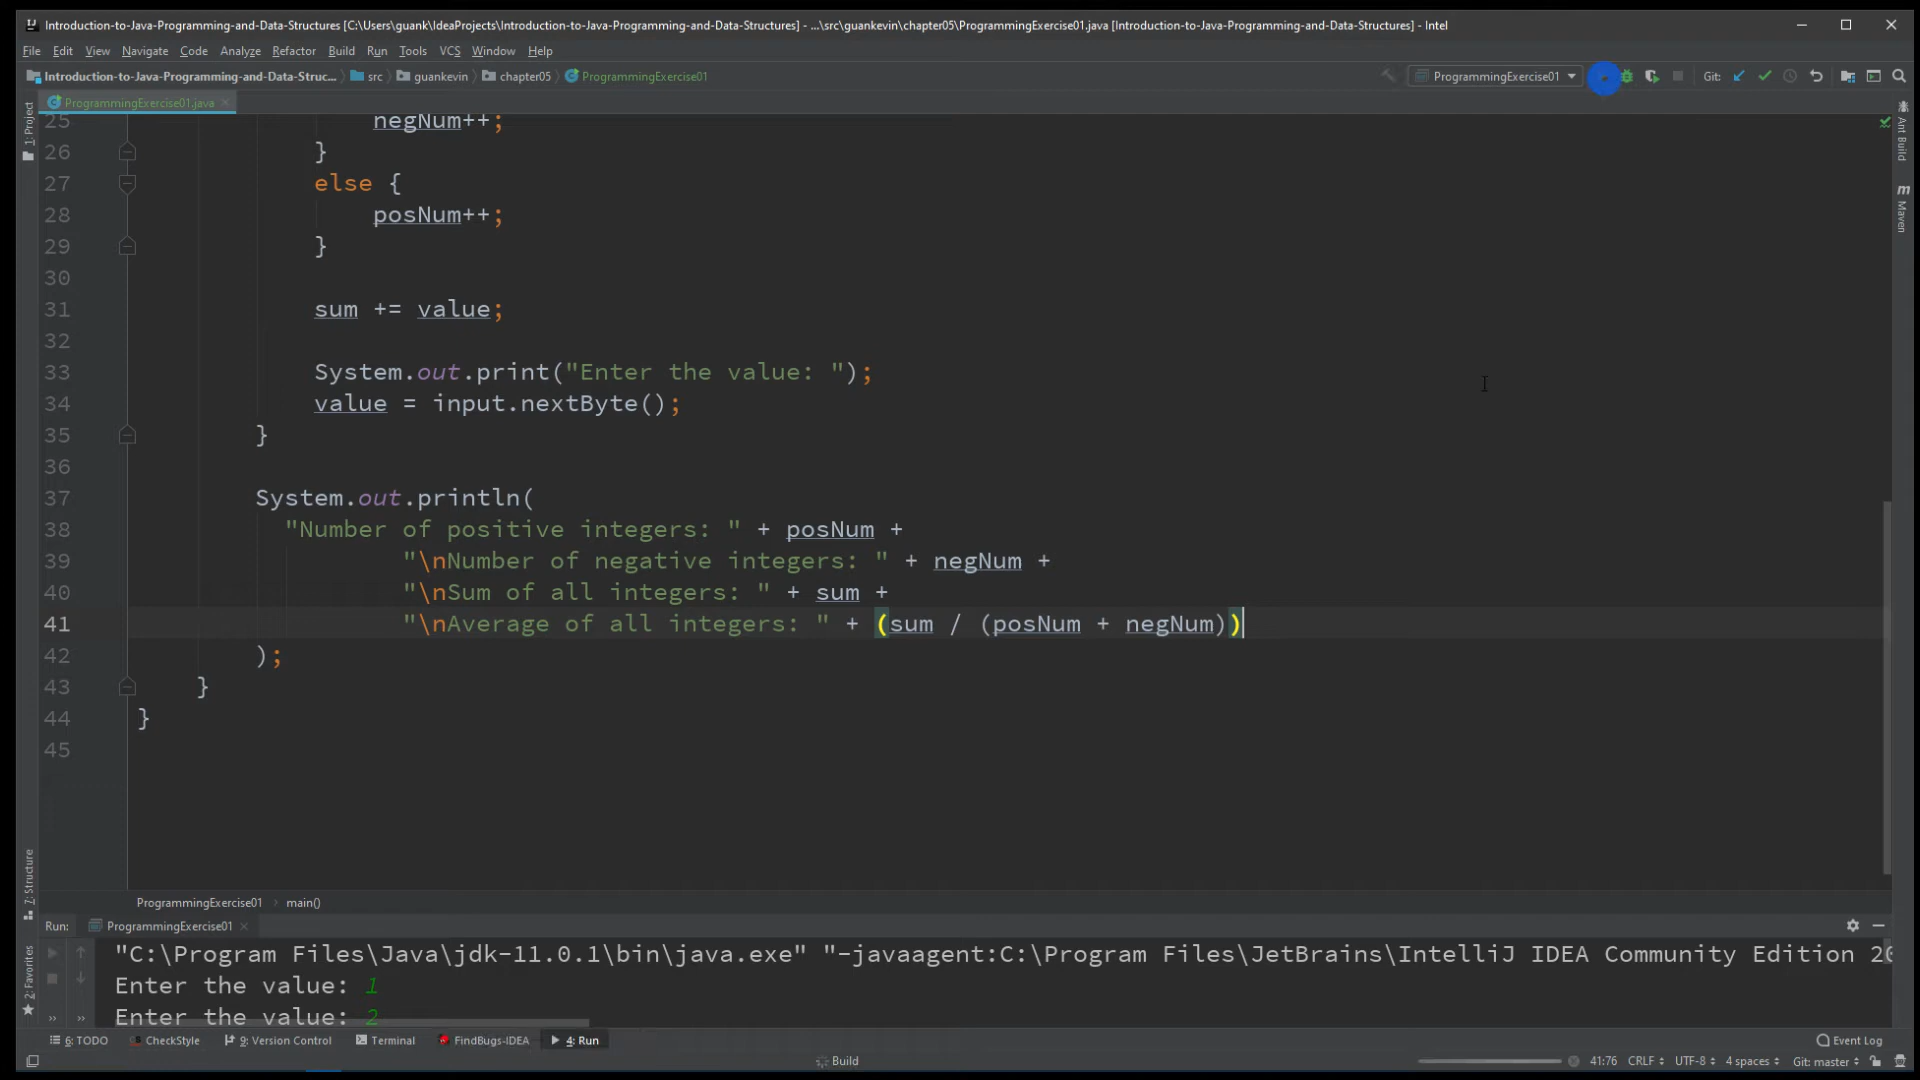 Introduction-to-Java-Programming-and-Data-Structures [C:\Users\guank\IdeaProjects\Introduction-to-Java-Programming-and-Data-Structures] - ...\src\guankevin\chapter05\ProgrammingExercise01.java [Introduction-to-Java-Programming-and-Data-Structures] - Intel
File Edit View Navigate Code Analyze Refactor Build Run Tools VCS Window Help
Introduction-to-Java-Programming-and-Data-Struc... src guankevin chapter05 ProgrammingExercise01 ProgrammingExercise01 Git:
1: Project
ProgrammingExercise01.java
Ant Build
Maven
25 negNum++;
26 }
27 else {
28 posNum++;
29 }
30
31 sum += value;
32
33 System.out.print("Enter the value: ");
34 value = input.nextByte();
35 }
36
37 System.out.println(
38 "Number of positive integers: " + posNum +
39 "\nNumber of negative integers: " + negNum +
40 "\nSum of all integers: " + sum +
41 "\nAverage of all integers: " + (sum / (posNum + negNum))
42 );
43 }
44 }
45
7: Structure
2: Favorites
ProgrammingExercise01 main()
Run: ProgrammingExercise01
"C:\Program Files\Java\jdk-11.0.1\bin\java.exe" "-javaagent:C:\Program Files\JetBrains\IntelliJ IDEA Community Edition 20
Enter the value: 1
Enter the value: 2
6: TODO CheckStyle 9: Version Control Terminal FindBugs-IDEA 4: Run Event Log
Build 41:76 CRLF UTF-8 4 spaces Git: master